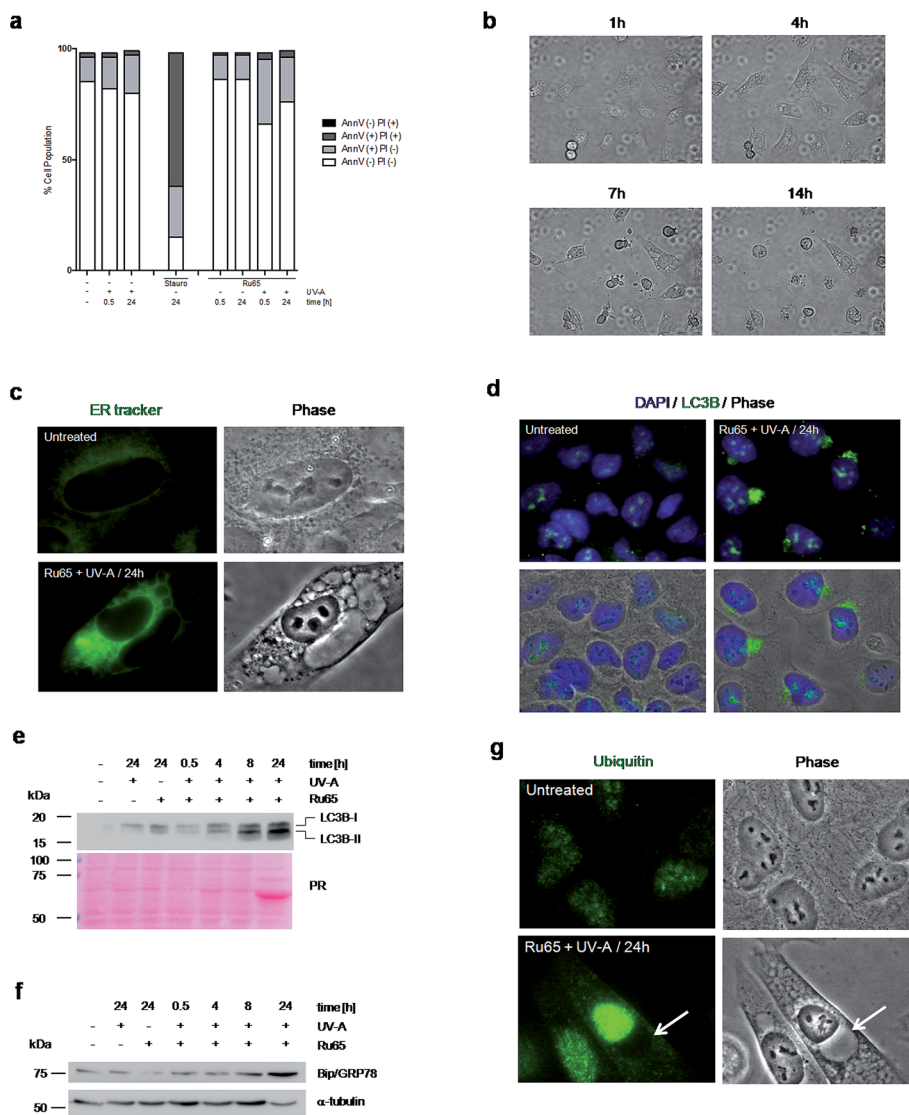 a
100
50
0
% Cell Population
AnnV (-) PI (+)
AnnV (+) PI (+)
AnnV (+) PI (-)
AnnV (-) PI (-)
Stauro
Ru65
- + + - - - + + UV-A
- 0.5 24 24 0.5 24 0.5 24 time [h]
b
1h 4h
7h 14h
c
ER tracker Phase
Untreated
Ru65 + UV-A / 24h
d
DAPI / LC3B / Phase
Untreated Ru65 + UV-A / 24h
e
- 24 24 0.5 4 8 24 time [h]
- + - + + + + UV-A
- - + + + + + Ru65
kDa
20
15
LC3B-I
LC3B-II
100
75
50
PR
f
24 24 0.5 4 8 24 time [h]
- + - + + + + UV-A
- - + + + + + Ru65
kDa
75 Bip/GRP78
50 α-tubulin
g
Ubiquitin Phase
Untreated
Ru65 + UV-A / 24h